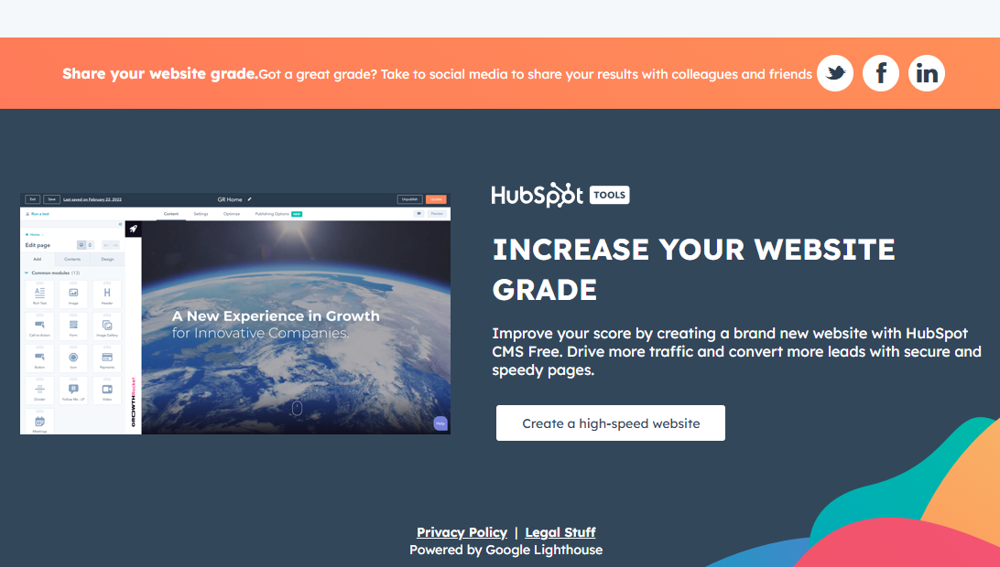 Share your website grade.Got a great grade? Take to social media to share your results with colleagues and friends
HubSpot TOOLS
INCREASE YOUR WEBSITE
GRADE
Improve your score by creating a brand new website with HubSpot
CMS Free. Drive more traffic and convert more leads with secure and
speedy pages.
Create a high-speed website
Exit Save Last saved on February 22, 2022 GR Home Unpublish
Run a test Content Settings Optimize Publishing Options NEW Preview
Home
Edit page
Add Contents Design
Common modules (13)
Rich Text Image Header
Call-to-Action Form Image Gallery
Button Icon Payments
Divider Follow Me - LP Video
Meetings
GROWTHRocket
A New Experience in Growth
for Innovative Companies.
Help
Privacy Policy | Legal Stuff
Powered by Google Lighthouse